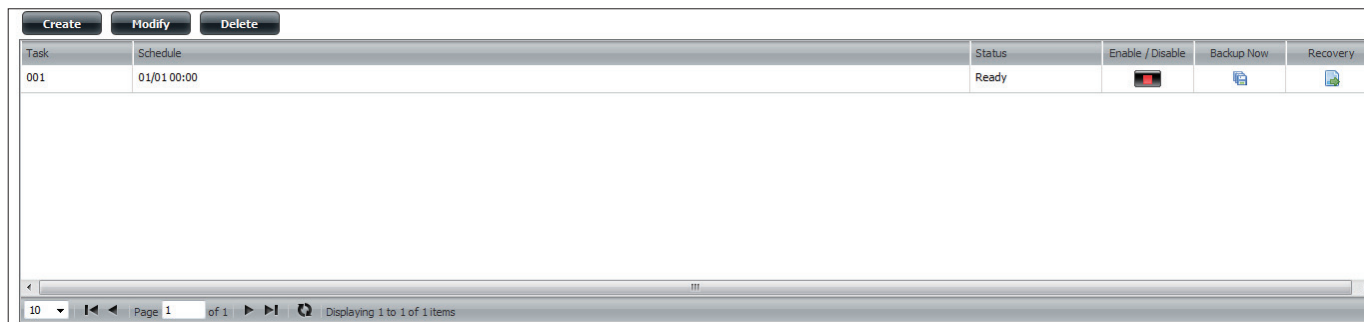 Create Modify Delete
Task Schedule Status Enable / Disable Backup Now Recovery
001 01/01 00:00 Ready
10 Page 1 of 1 Displaying 1 to 1 of 1 items